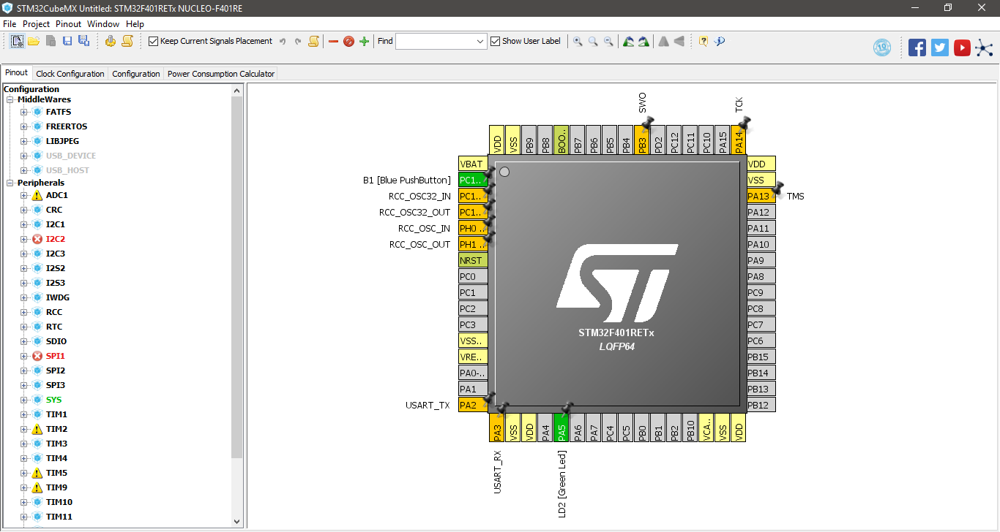 STM32CubeMX Untitled: STM32F401RETx NUCLEO-F401RE
File Project Pinout Window Help
Keep Current Signals Placement Find Show User Label
Pinout Clock Configuration Configuration Power Consumption Calculator
Configuration
MiddleWares
FATFS
FREERTOS
LIBJPEG
USB_DEVICE
USB_HOST
Peripherals
ADC1
CRC
I2C1
I2C2
I2C3
I2S2
I2S3
IWDG
RCC
RTC
SDIO
SPI1
SPI2
SPI3
SYS
TIM1
TIM2
TIM3
TIM4
TIM5
TIM9
TIM10
TIM11
SWO TCK
VDD VSS PB9 PB8 BOO.. PB7 PB6 PB5 PB4 PB3 PD2 PC12 PC11 PC10 PA15 PA14
VBAT
B1 [Blue PushButton] PC1..
RCC_OSC32_IN PC1..
RCC_OSC32_OUT PC1..
RCC_OSC_IN PH0 ..
RCC_OSC_OUT PH1 ..
NRST
PC0
PC1
PC2
PC3
VSS..
VRE..
PA0-..
PA1
USART_TX PA2
ST
STM32F401RETx
LQFP64
VDD
VSS
PA13 TMS
PA12
PA11
PA10
PA9
PA8
PC9
PC8
PC7
PC6
PB15
PB14
PB13
PB12
PA3 VSS VDD PA4 PA5 PA6 PA7 PC4 PC5 PB0 PB1 PB2 PB10 VCA.. VSS VDD
USART_RX LD2 [Green Led]